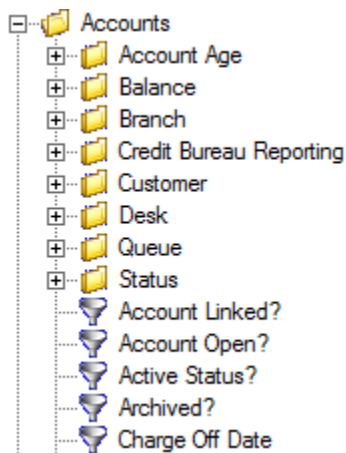 Accounts
Account Age
Balance
Branch
Credit Bureau Reporting
Customer
Desk
Queue
Status
Account Linked?
Account Open?
Active Status?
Archived?
Charge Off Date